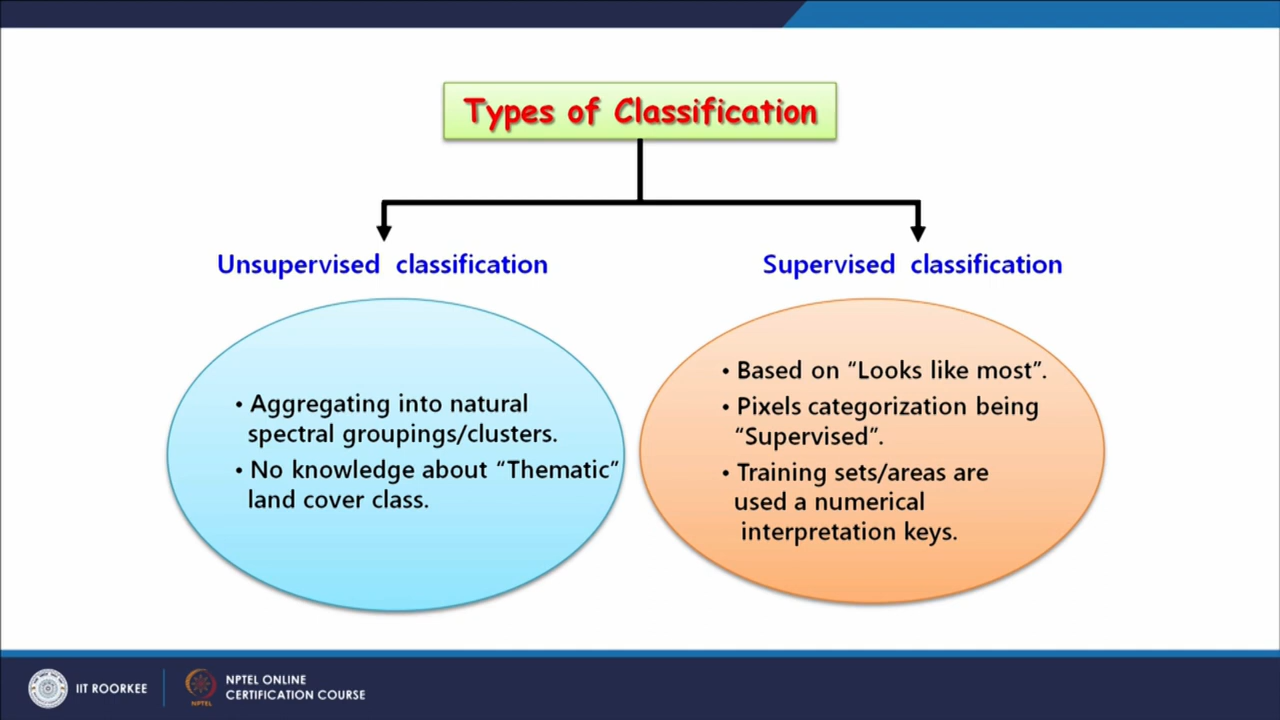 Types of Classification
Unsupervised classification
Supervised classification
• Aggregating into natural
spectral groupings/clusters.
• No knowledge about “Thematic”
land cover class.
• Based on “Looks like most”.
• Pixels categorization being
“Supervised”.
• Training sets/areas are
used a numerical
interpretation keys.
IIT ROORKEE
NPTEL
NPTEL ONLINE
CERTIFICATION COURSE